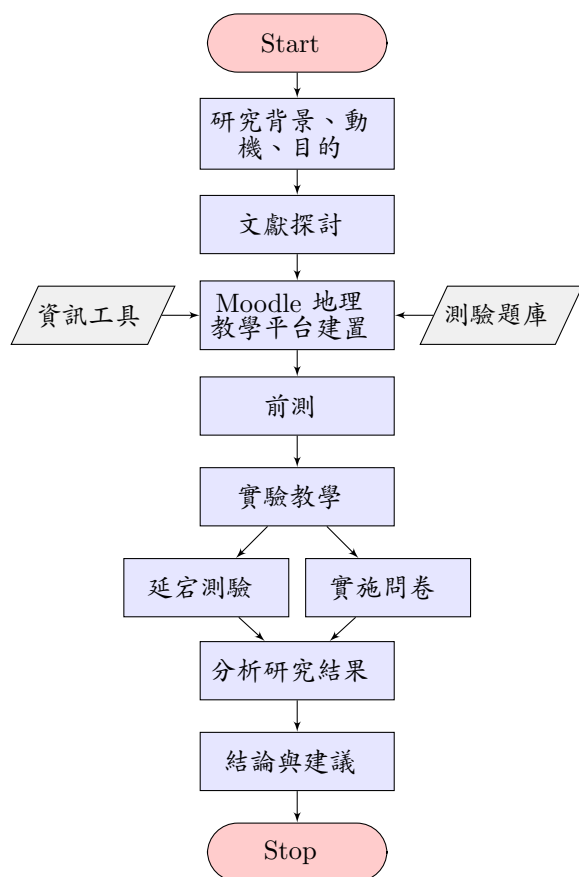 Start
研究背景、動
機、目的
文獻探討
Moodle 地理
教學平台建置
資訊工具
測驗題庫
前測
實驗教學
延宕測驗
實施問卷
分析研究結果
結論與建議
Stop